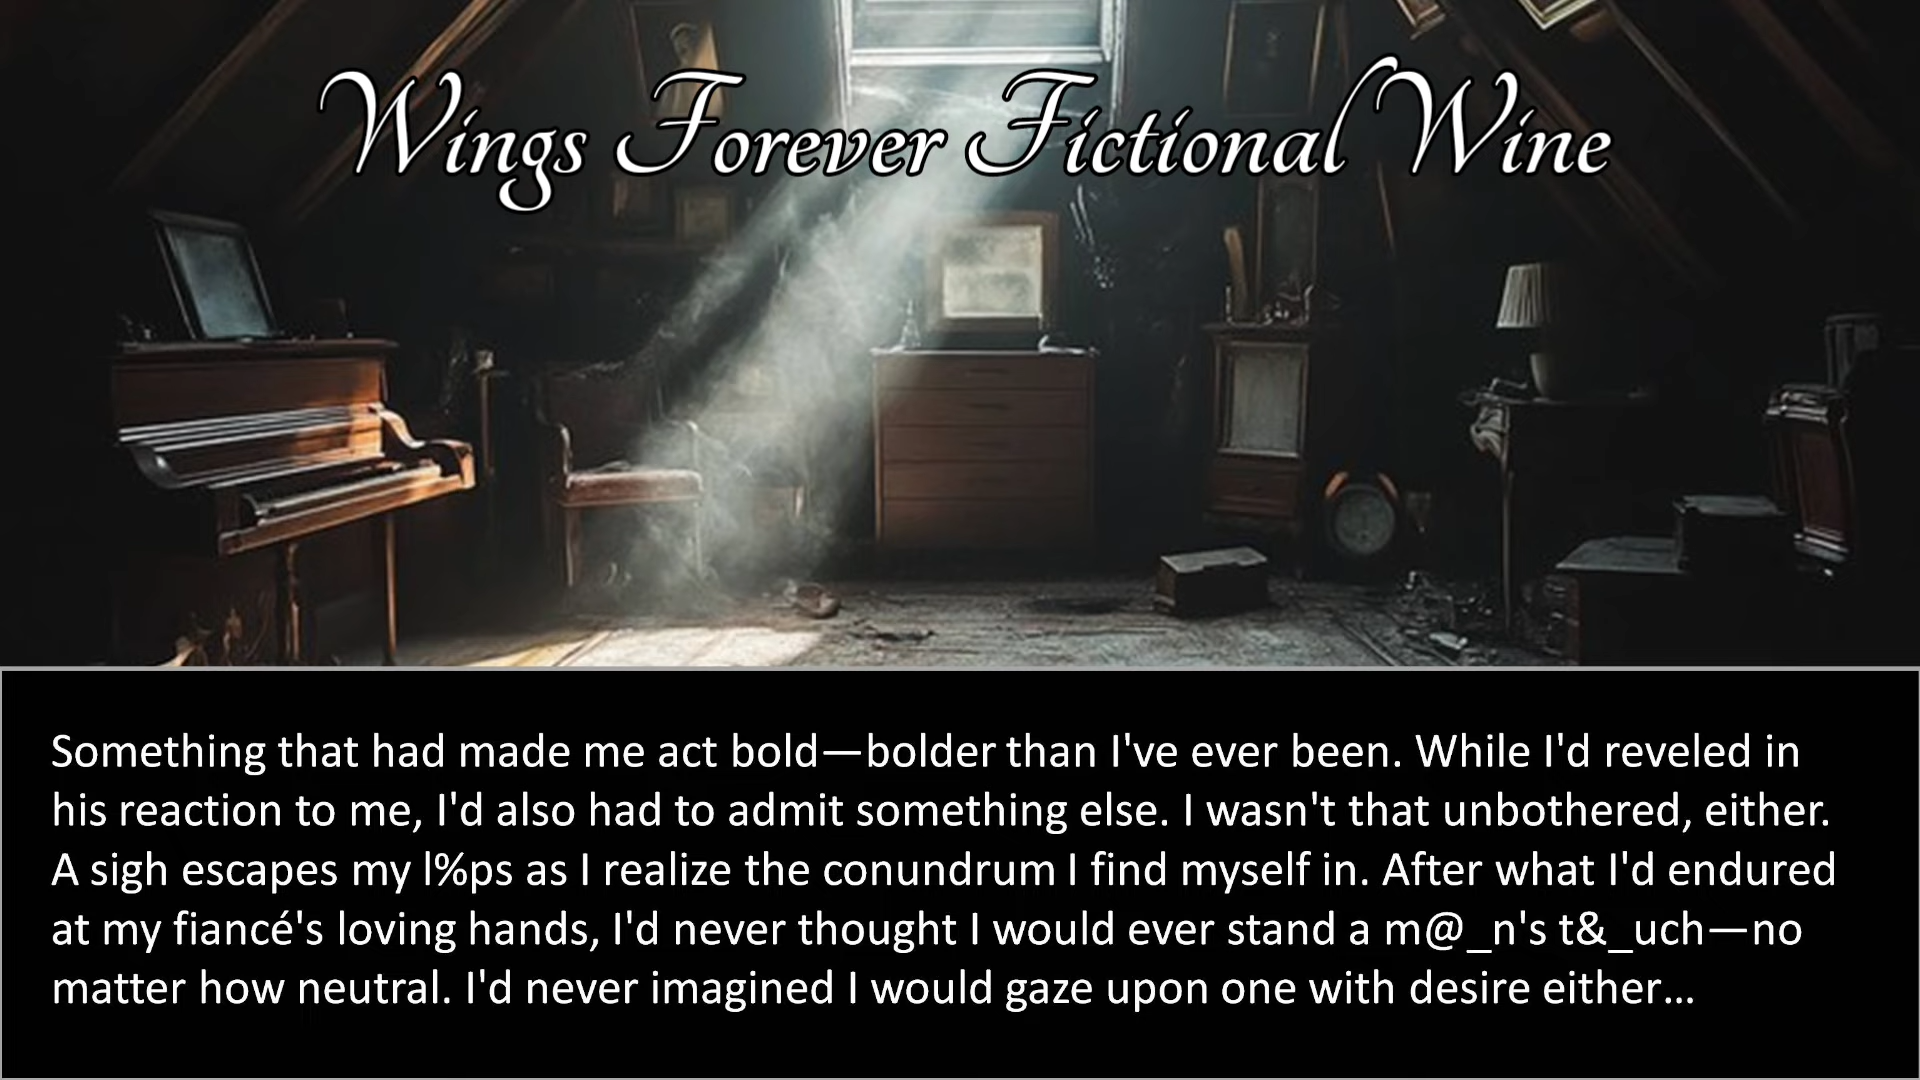 Wings Forever Fictional Wine
Something that had made me act bold—bolder than I've ever been. While I'd reveled in
his reaction to me, I'd also had to admit something else. I wasn't that unbothered, either.
A sigh escapes my l%ps as I realize the conundrum I find myself in. After what I'd endured
at my fiancé's loving hands, I'd never thought I would ever stand a m@_n's t&_uch—no
matter how neutral. I'd never imagined I would gaze upon one with desire either…